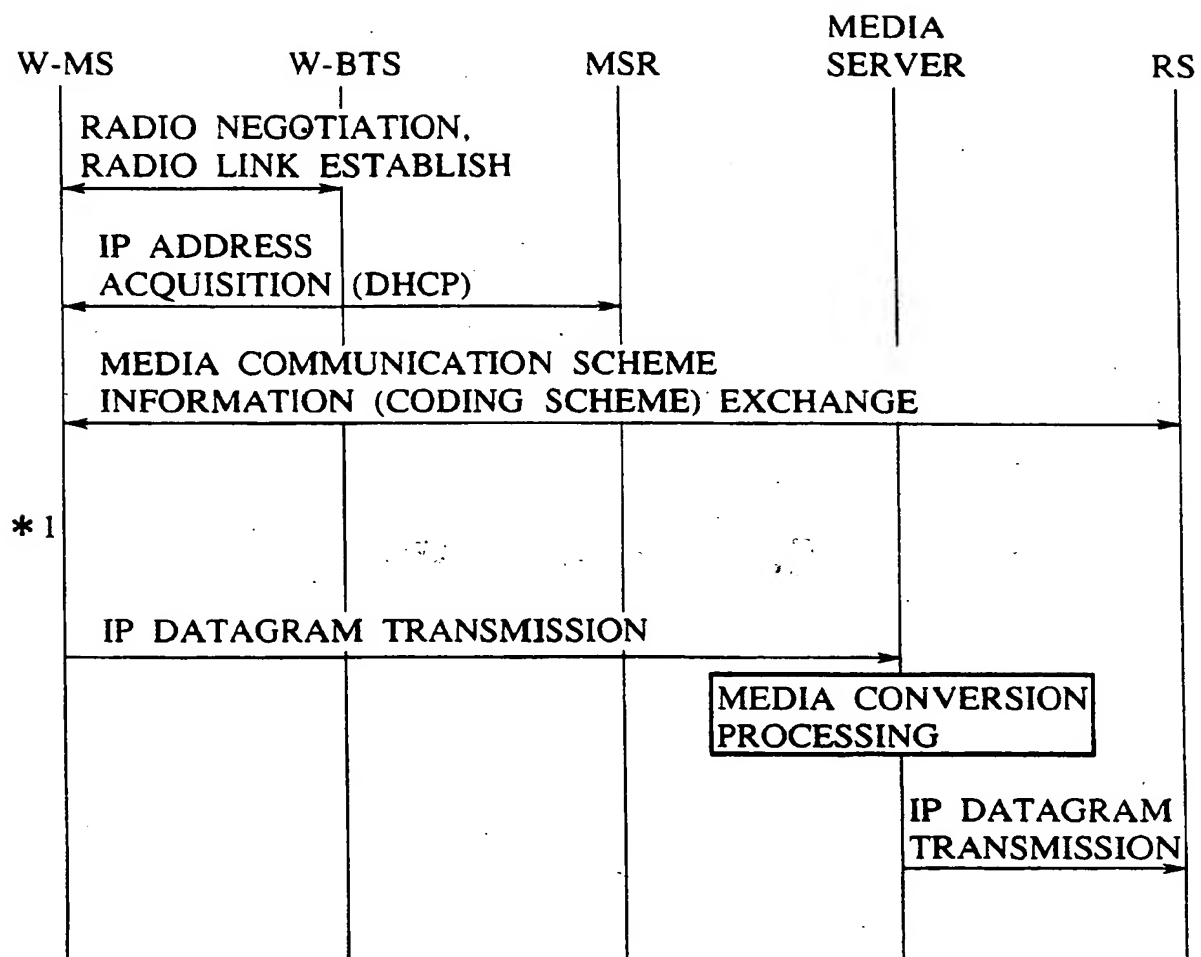 W-MS W-BTS MSR MEDIA SERVER RS
RADIO NEGOTIATION,
RADIO LINK ESTABLISH
IP ADDRESS
ACQUISITION (DHCP)
MEDIA COMMUNICATION SCHEME
INFORMATION (CODING SCHEME) EXCHANGE
*1
IP DATAGRAM TRANSMISSION
MEDIA CONVERSION
PROCESSING
IP DATAGRAM
TRANSMISSION